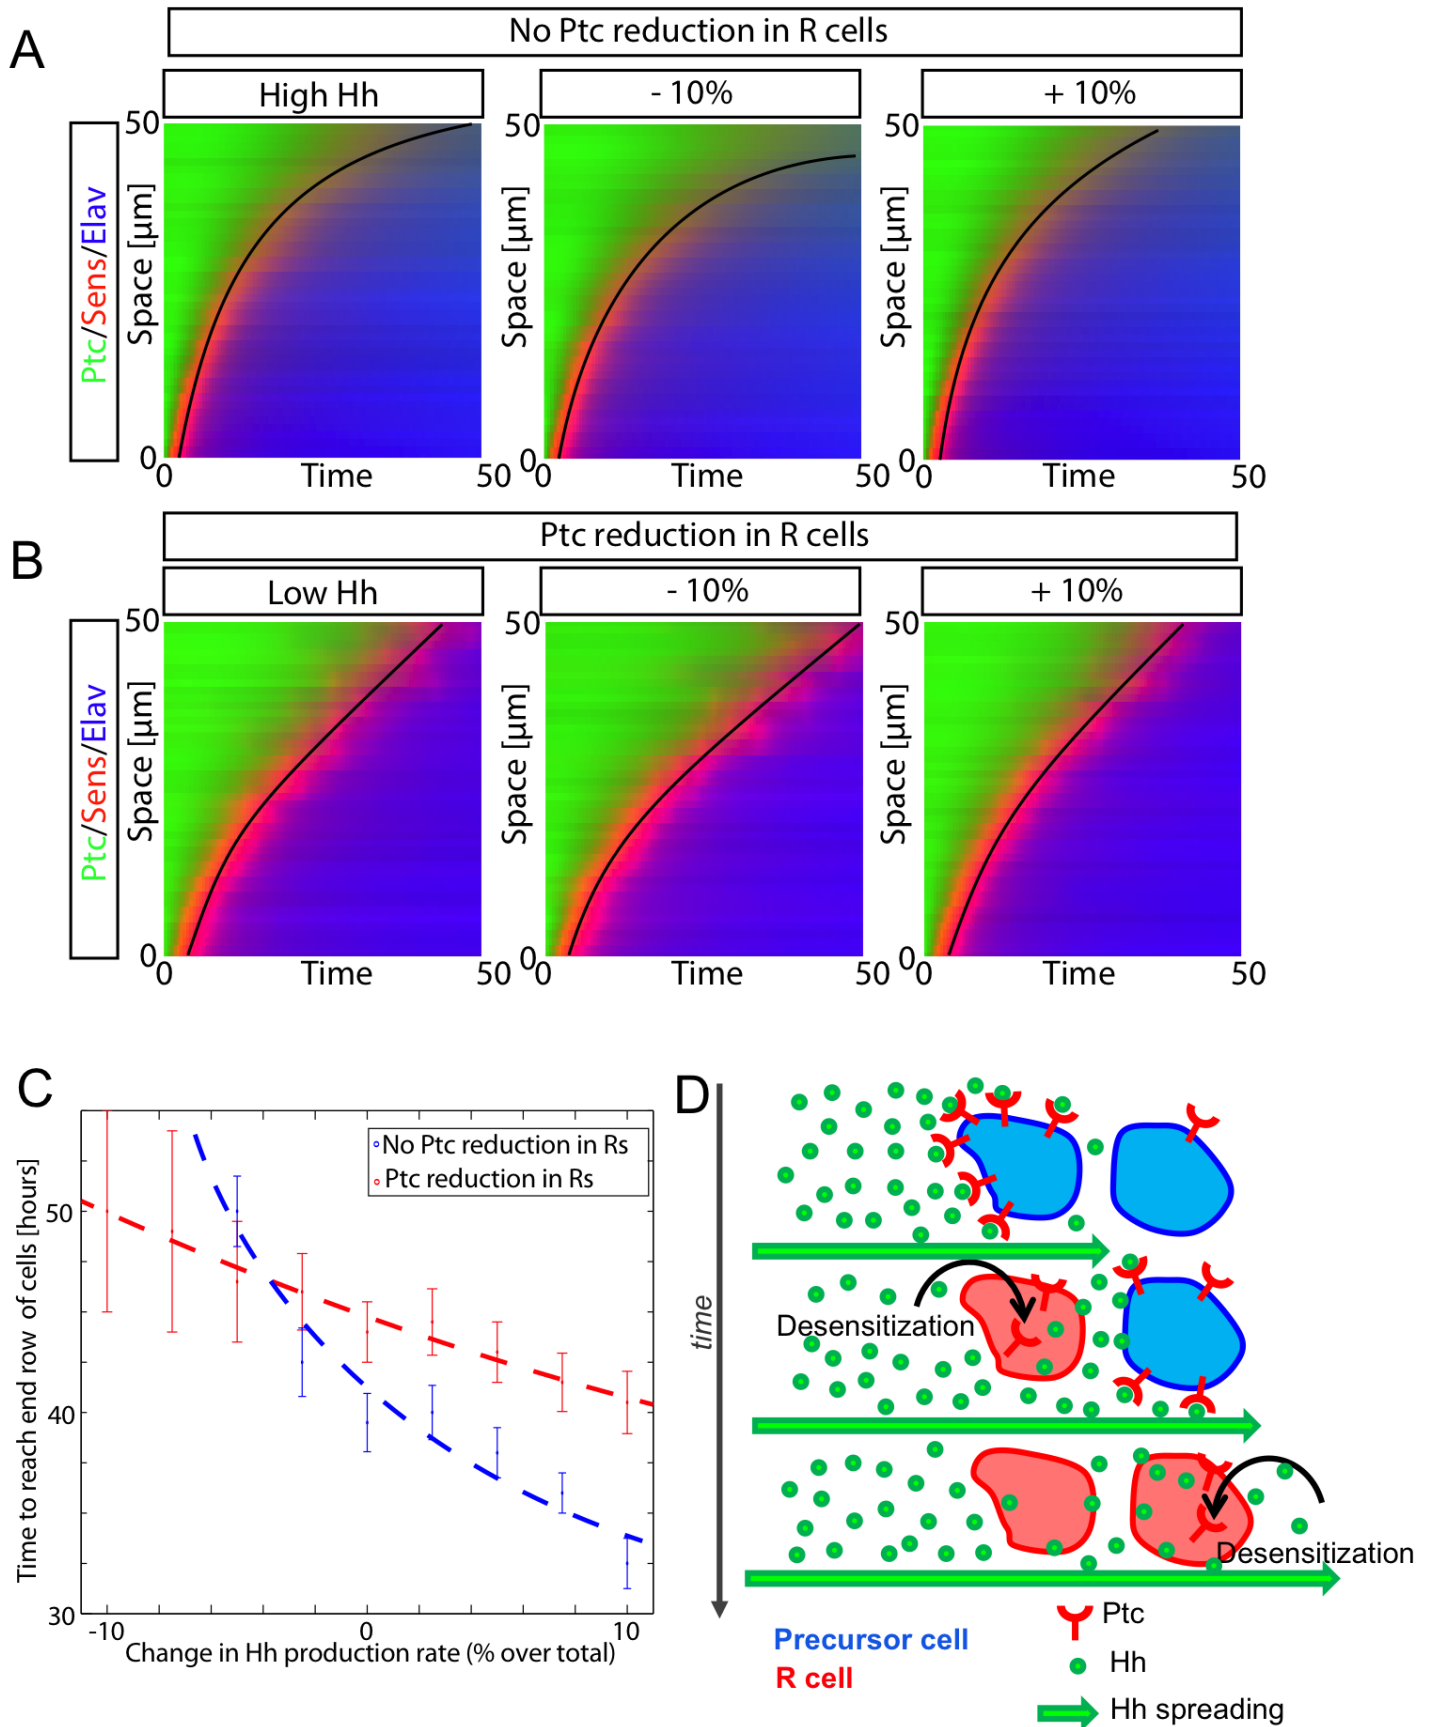 A
No Ptc reduction in R cells
High Hh
- 10%
+ 10%
Ptc/Sens/Elav
Space [µm]
50
0
0
Time
50
Space [µm]
50
0
0
Time
50
Space [µm]
50
0
0
Time
50
B
Ptc reduction in R cells
Low Hh
- 10%
+ 10%
Ptc/Sens/Elav
Space [µm]
50
0
0
Time
50
Space [µm]
50
0
0
Time
50
Space [µm]
50
0
0
Time
50
C
No Ptc reduction in Rs
Ptc reduction in Rs
Time to reach end row of cells [hours]
50
40
30
-10
0
10
Change in Hh production rate (% over total)
D
time
Desensitization
Desensitization
Precursor cell
R cell
Ptc
Hh
Hh spreading